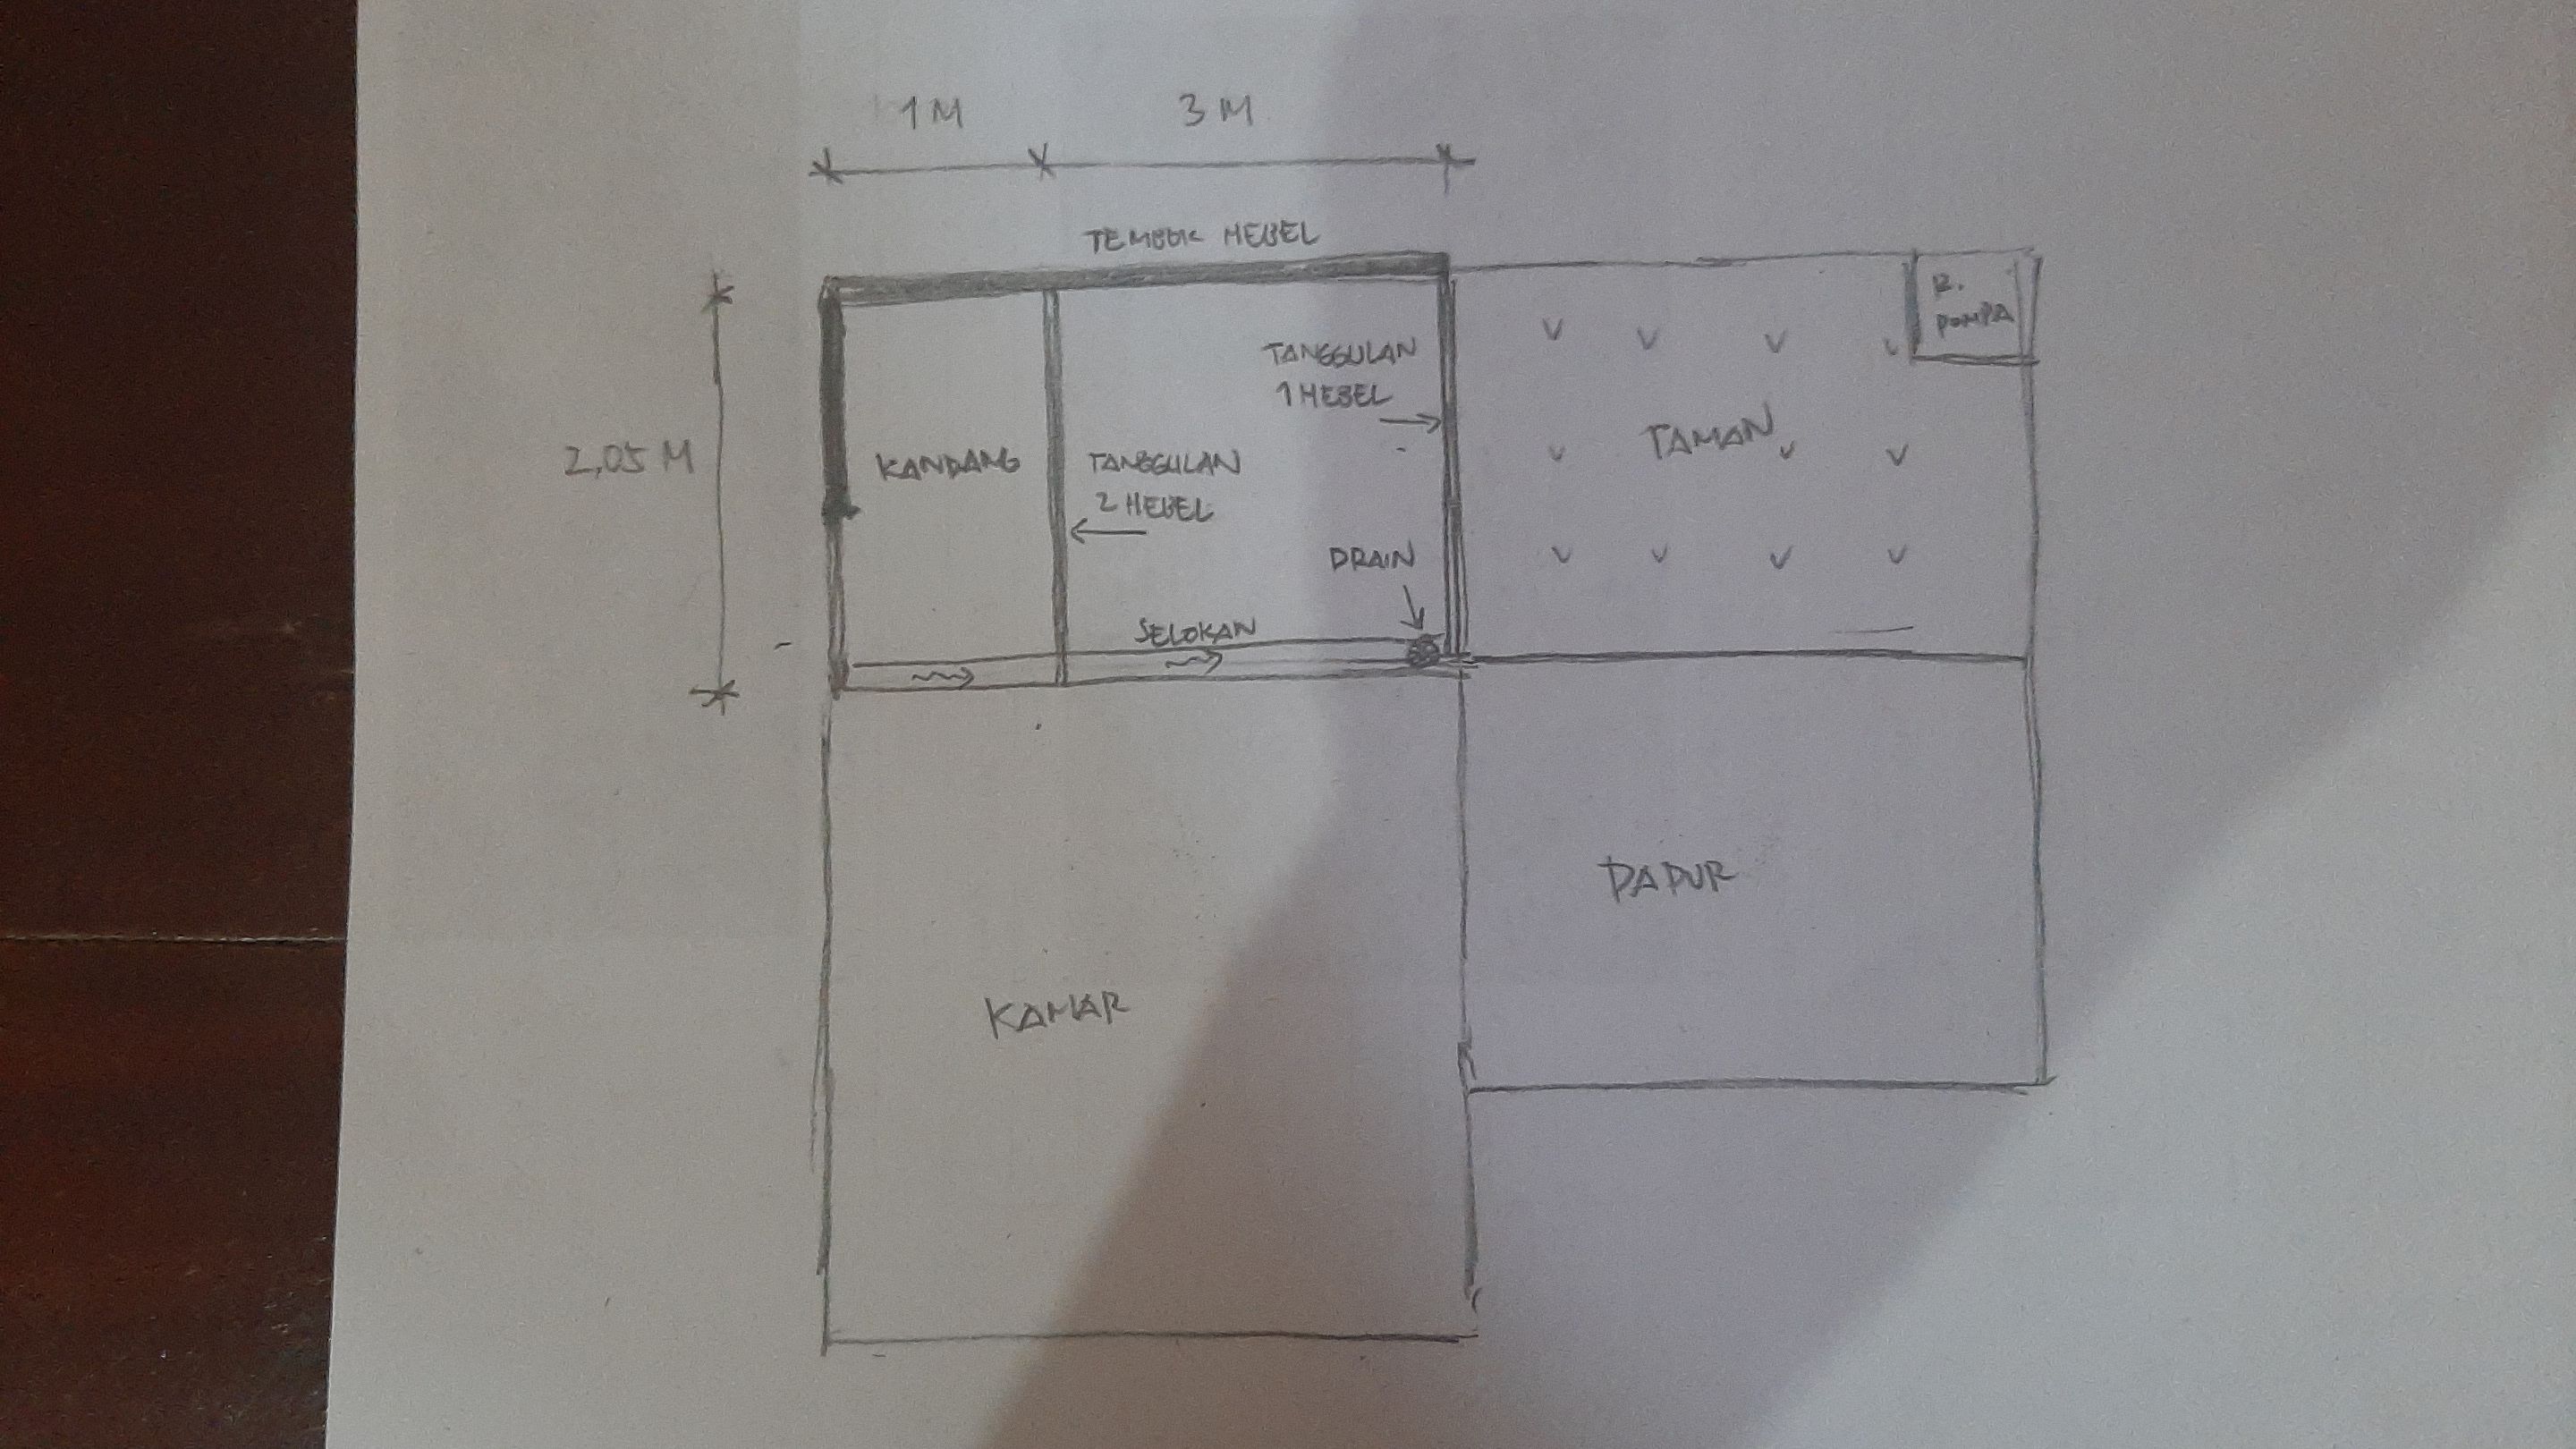 1 M
3 M
TEMBOK HEBEL
R.
POMPA
TANGGULAN
1 HEBEL
TAMAN
2,05 M
KANDANG
TANGGULAN
2 HEBEL
DRAIN
SELOKAN
DAPUR
KAMAR